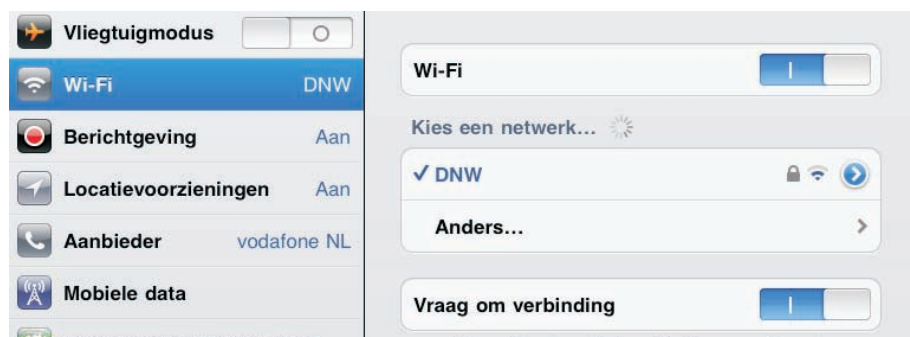 Vliegtuigmodus
Wi-Fi DNW
Berichtgeving Aan
Locatievoorzieningen Aan
Aanbieder vodafone NL
Mobiele data
Wi-Fi
Kies een netwerk...
DNW
Anders...
Vraag om verbinding